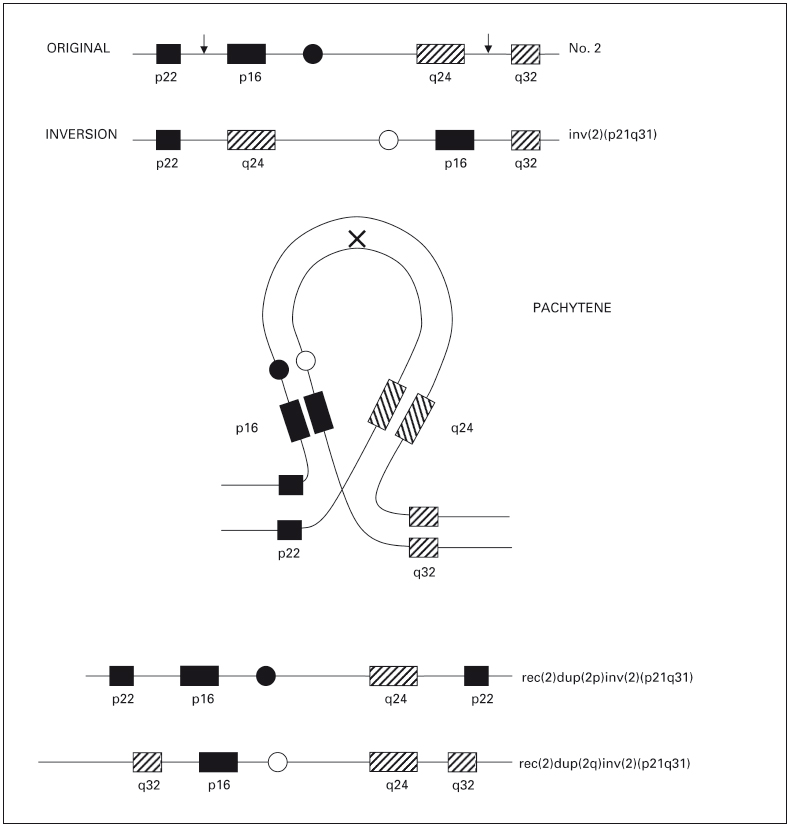 ORIGINAL No. 2
p22 p16 q24 q32
INVERSION inv(2)(p21q31)
p22 q24 p16 q32
PACHYTENE
p16 q24
p22
q32
rec(2)dup(2p)inv(2)(p21q31)
p22 p16 q24 p22
rec(2)dup(2q)inv(2)(p21q31)
q32 p16 q24 q32